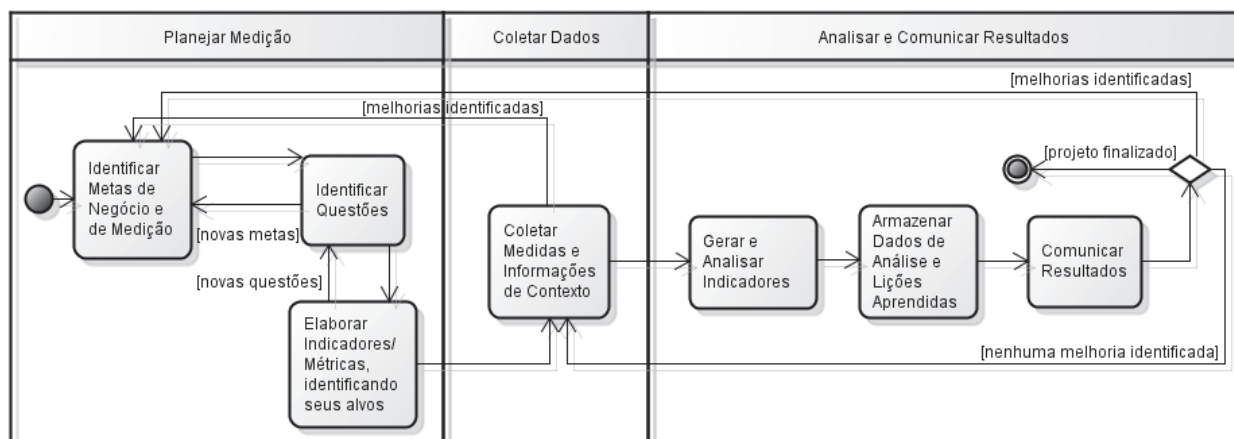 Planejar Medição
Coletar Dados
Analisar e Comunicar Resultados
[melhorias identificadas]
[melhorias identificadas]
[projeto finalizado]
Identificar
Metas de
Negócio e
de Medição
Identificar
Questões
[novas metas]
[novas questões]
Elaborar
Indicadores/
Métricas,
identificando
seus alvos
Coletar
Medidas e
Informações
de Contexto
Gerar e
Analisar
Indicadores
Armazenar
Dados de
Análise e
Lições
Aprendidas
Comunicar
Resultados
[nenhuma melhoria identificada]